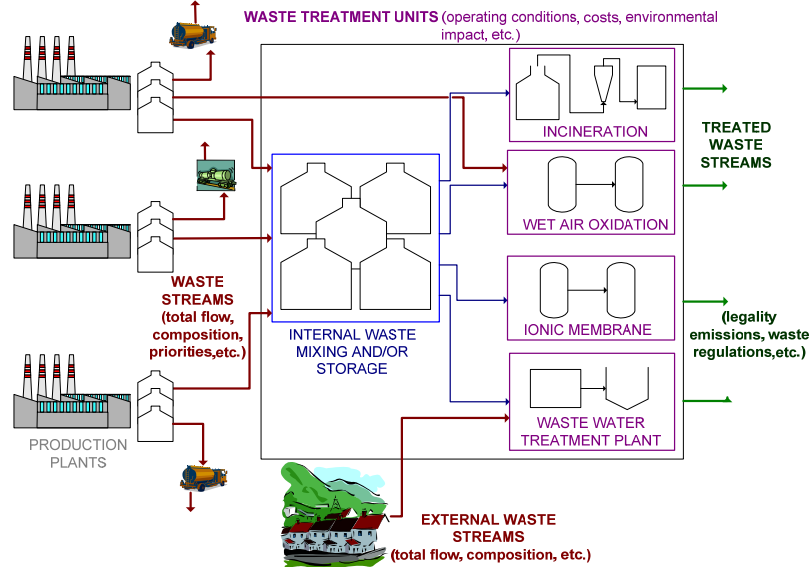 WASTE TREATMENT UNITS (operating conditions, costs, environmental
impact, etc.)
INCINERATION
TREATED
WASTE
STREAMS
WET AIR OXIDATION
WASTE
STREAMS
(total flow,
composition,
priorities,etc.)
INTERNAL WASTE
MIXING AND/OR
STORAGE
IONIC MEMBRANE
(legality
emissions, waste
regulations,etc.)
WASTE WATER
TREATMENT PLANT
PRODUCTION
PLANTS
EXTERNAL WASTE
STREAMS
(total flow, composition, etc.)